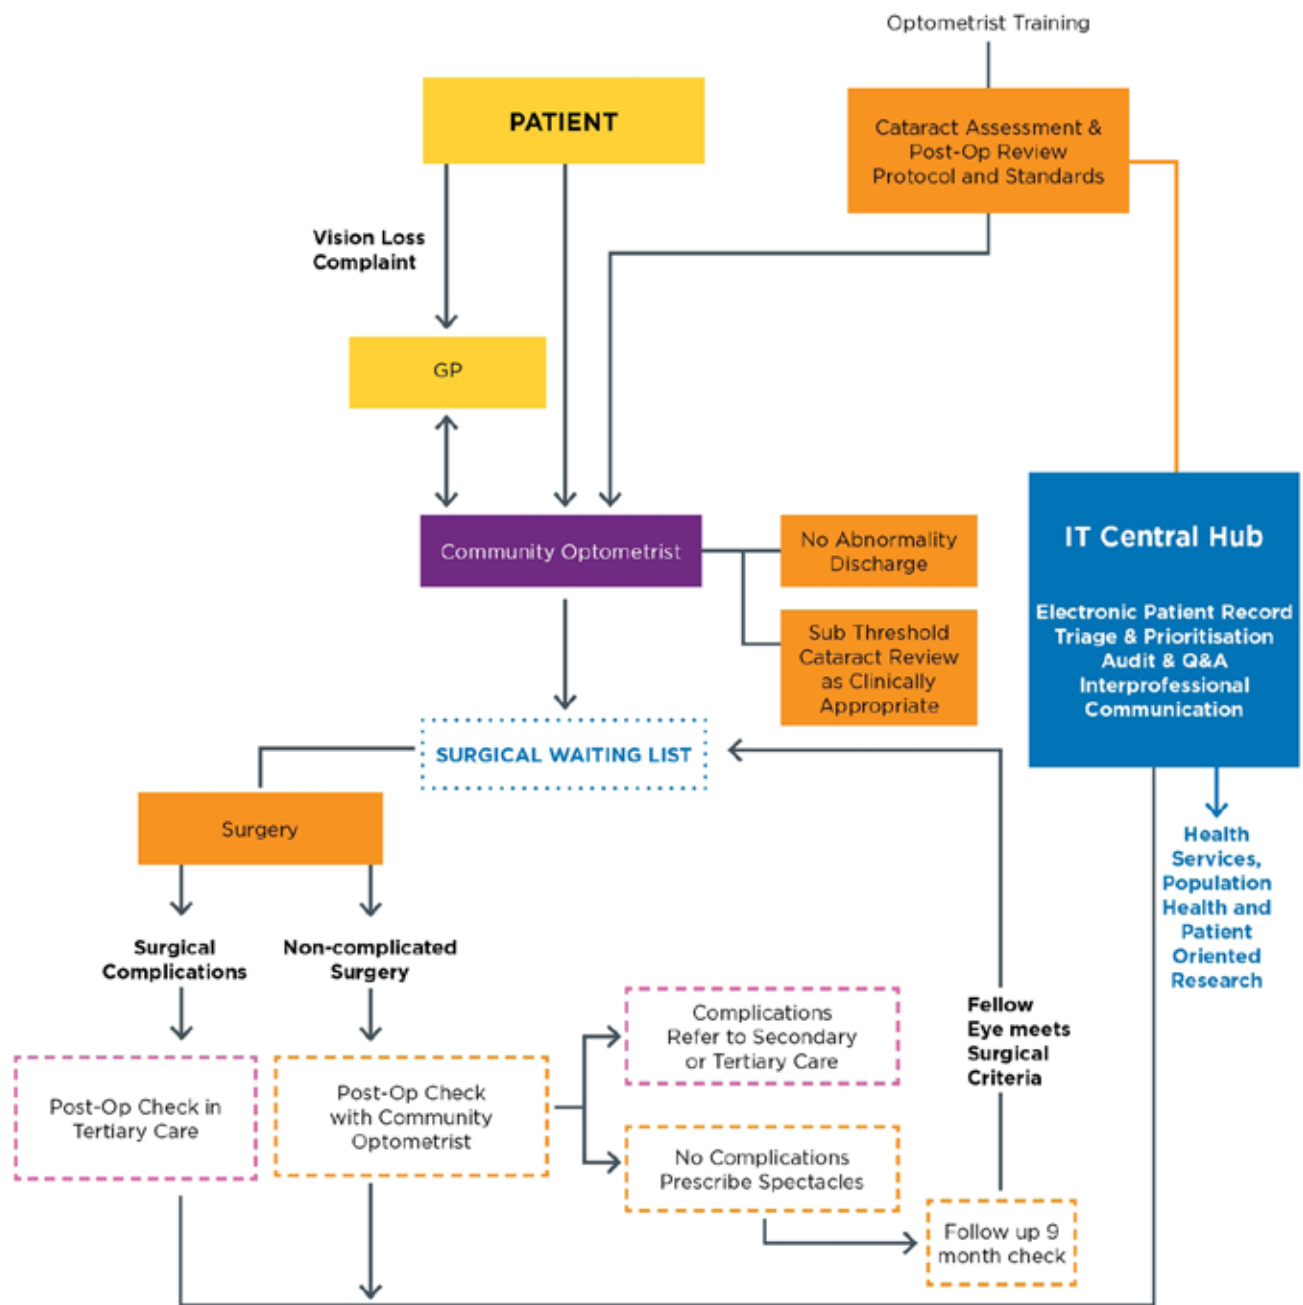 Optometrist Training
PATIENT
Cataract Assessment &
Post-Op Review
Protocol and Standards
Vision Loss
Complaint
GP
Community Optometrist
No Abnormality
Discharge
Sub Threshold
Cataract Review
as Clinically
Appropriate
IT Central Hub
Electronic Patient Record
Triage & Prioritisation
Audit & Q&A
Interprofessional
Communication
SURGICAL WAITING LIST
Surgery
Health
Services,
Population
Health and
Patient
Oriented
Research
Surgical
Complications
Non-complicated
Surgery
Complications
Refer to Secondary
or Tertiary Care
Fellow
Eye meets
Surgical
Criteria
Post-Op Check in
Tertiary Care
Post-Op Check
with Community
Optometrist
No Complications
Prescribe Spectacles
Follow up 9
month check